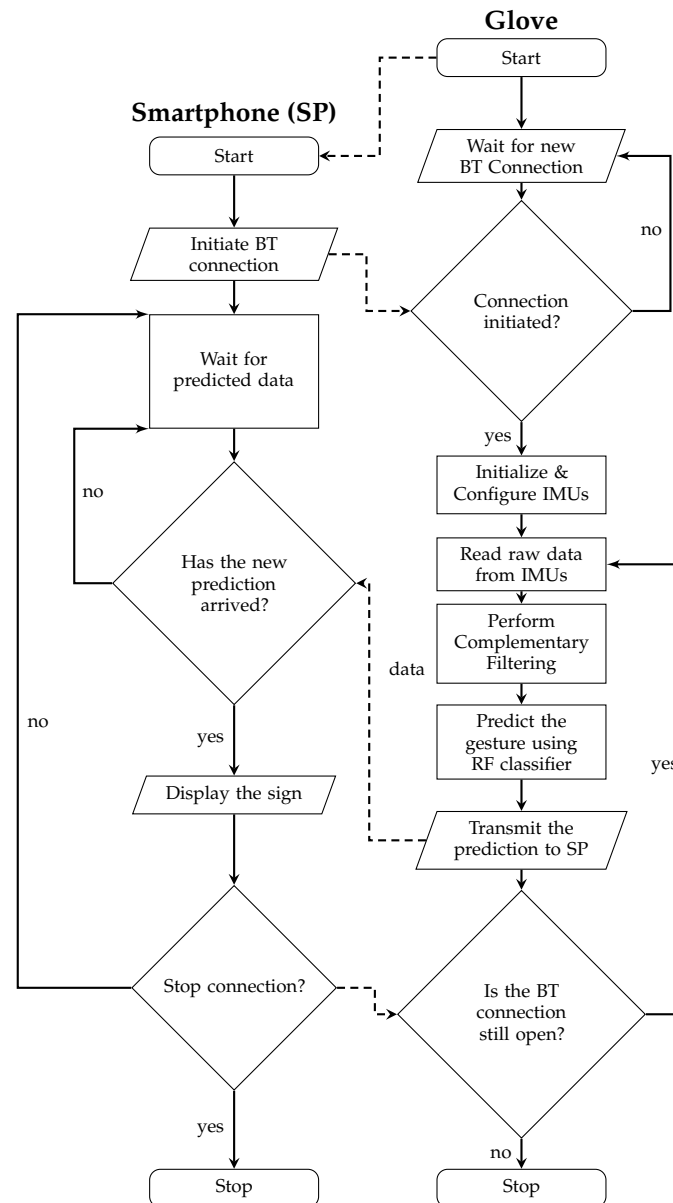 Glove
Start
Smartphone (SP)
Start
Wait for new
BT Connection
no
Initiate BT
connection
Connection
initiated?
Wait for
predicted data
yes
no
Initialize &
Configure IMUs
Has the new
prediction
arrived?
Read raw data
from IMUs
Perform
Complementary
Filtering
data
no
yes
Predict the
gesture using
RF classifier
yes
Display the sign
Transmit the
prediction to SP
Stop connection?
Is the BT
connection
still open?
yes
no
Stop
Stop